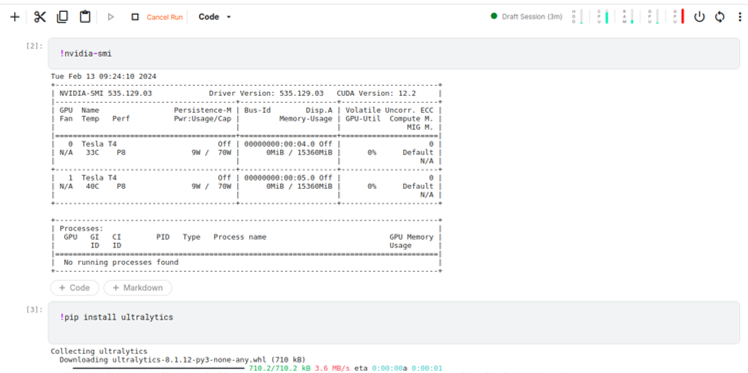 Cancel Run Code Draft Session (3m) HDD CPU RAM GPU GPU
[2]:
!nvidia-smi
Tue Feb 13 09:24:10 2024
+---------------------------------------------------------------------------------------+
| NVIDIA-SMI 535.129.03 Driver Version: 535.129.03 CUDA Version: 12.2 |
|-----------------------------------------+----------------------+----------------------+
| GPU Name Persistence-M | Bus-Id Disp.A | Volatile Uncorr. ECC |
| Fan Temp Perf Pwr:Usage/Cap | Memory-Usage | GPU-Util Compute M. |
| | | MIG M. |
|=========================================+======================+======================|
| 0 Tesla T4 Off | 00000000:00:04.0 Off | 0 |
| N/A 33C P8 9W / 70W | 0MiB / 15360MiB | 0% Default |
| | | N/A |
+-----------------------------------------+----------------------+----------------------+
| 1 Tesla T4 Off | 00000000:00:05.0 Off | 0 |
| N/A 40C P8 9W / 70W | 0MiB / 15360MiB | 0% Default |
| | | N/A |
+-----------------------------------------+----------------------+----------------------+
+---------------------------------------------------------------------------------------+
| Processes: |
| GPU GI CI PID Type Process name GPU Memory |
| ID ID Usage |
|=======================================================================================|
| No running processes found |
+---------------------------------------------------------------------------------------+
+ Code + Markdown
[3]:
!pip install ultralytics
Collecting ultralytics
Downloading ultralytics-8.1.12-py3-none-any.whl (710 kB)
710.2/710.2 kB 3.6 MB/s eta 0:00:00a 0:00:01